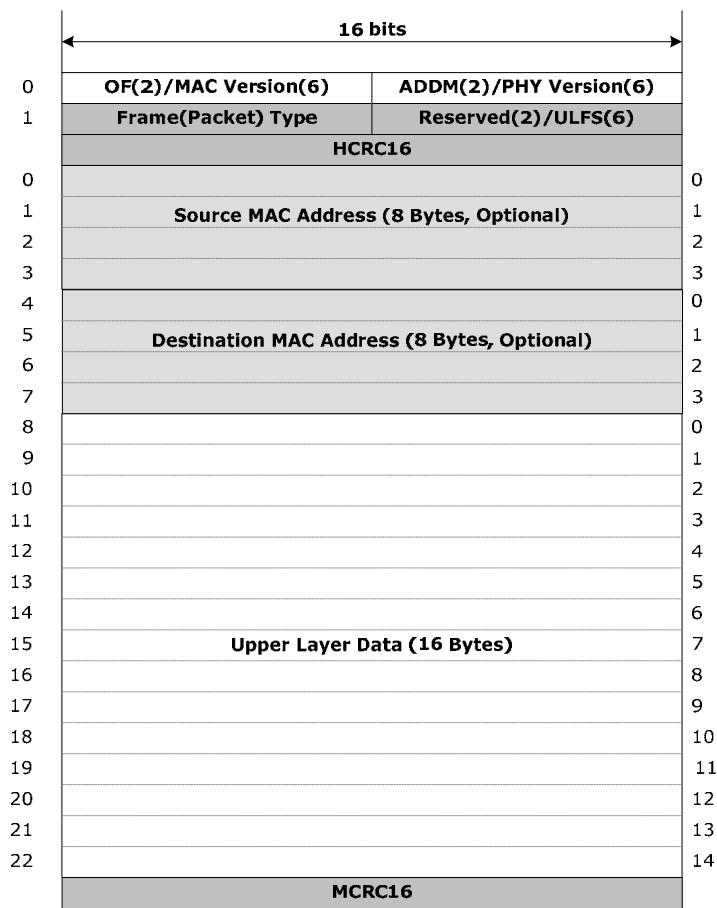 16 bits
0 OF(2)/MAC Version(6) ADDM(2)/PHY Version(6)
1 Frame(Packet) Type Reserved(2)/ULFS(6)
HCRC16
0 0
1 Source MAC Address (8 Bytes, Optional) 1
2 2
3 3
4 0
5 Destination MAC Address (8 Bytes, Optional) 1
6 2
7 3
8 0
9 1
10 2
11 3
12 4
13 5
14 6
15 Upper Layer Data (16 Bytes) 7
16 8
17 9
18 10
19 11
20 12
21 13
22 14
MCRC16